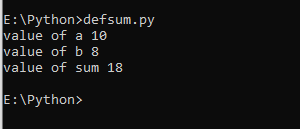 E:\Python>defsum.py
value of a 10
value of b 8
value of sum 18
E:\Python>